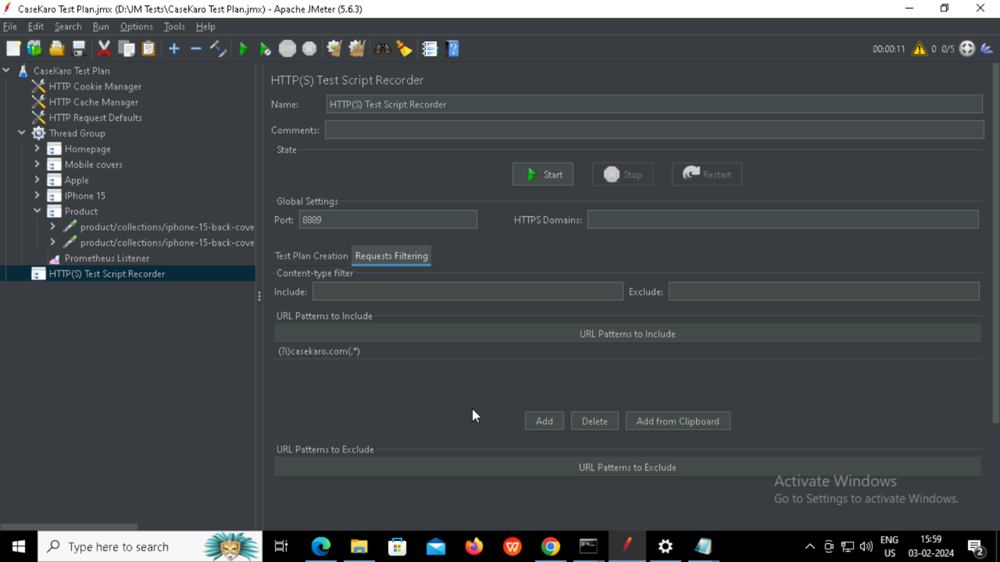 CaseKaro Test Plan.jmx (D:\JM Tests\CaseKaro Test Plan.jmx) - Apache JMeter (5.6.3)
File Edit Search Run Options Tools Help
00:00:11 0 0/5
CaseKaro Test Plan
HTTP Cookie Manager
HTTP Cache Manager
HTTP Request Defaults
Thread Group
Homepage
Mobile covers
Apple
IPhone 15
Product
product/collections/iphone-15-back-cove
product/collections/iphone-15-back-cove
Prometheus Listener
HTTP(S) Test Script Recorder
HTTP(S) Test Script Recorder
Name: HTTP(S) Test Script Recorder
Comments:
State
Start Stop Restart
Global Settings
Port: 8889 HTTPS Domains:
Test Plan Creation Requests Filtering
Content-type filter
Include: Exclude:
URL Patterns to Include
URL Patterns to Include
(?i)casekaro.com(.*)
Add Delete Add from Clipboard
URL Patterns to Exclude
URL Patterns to Exclude
Activate Windows
Go to Settings to activate Windows.
Type here to search
ENG
US
15:59
03-02-2024
2